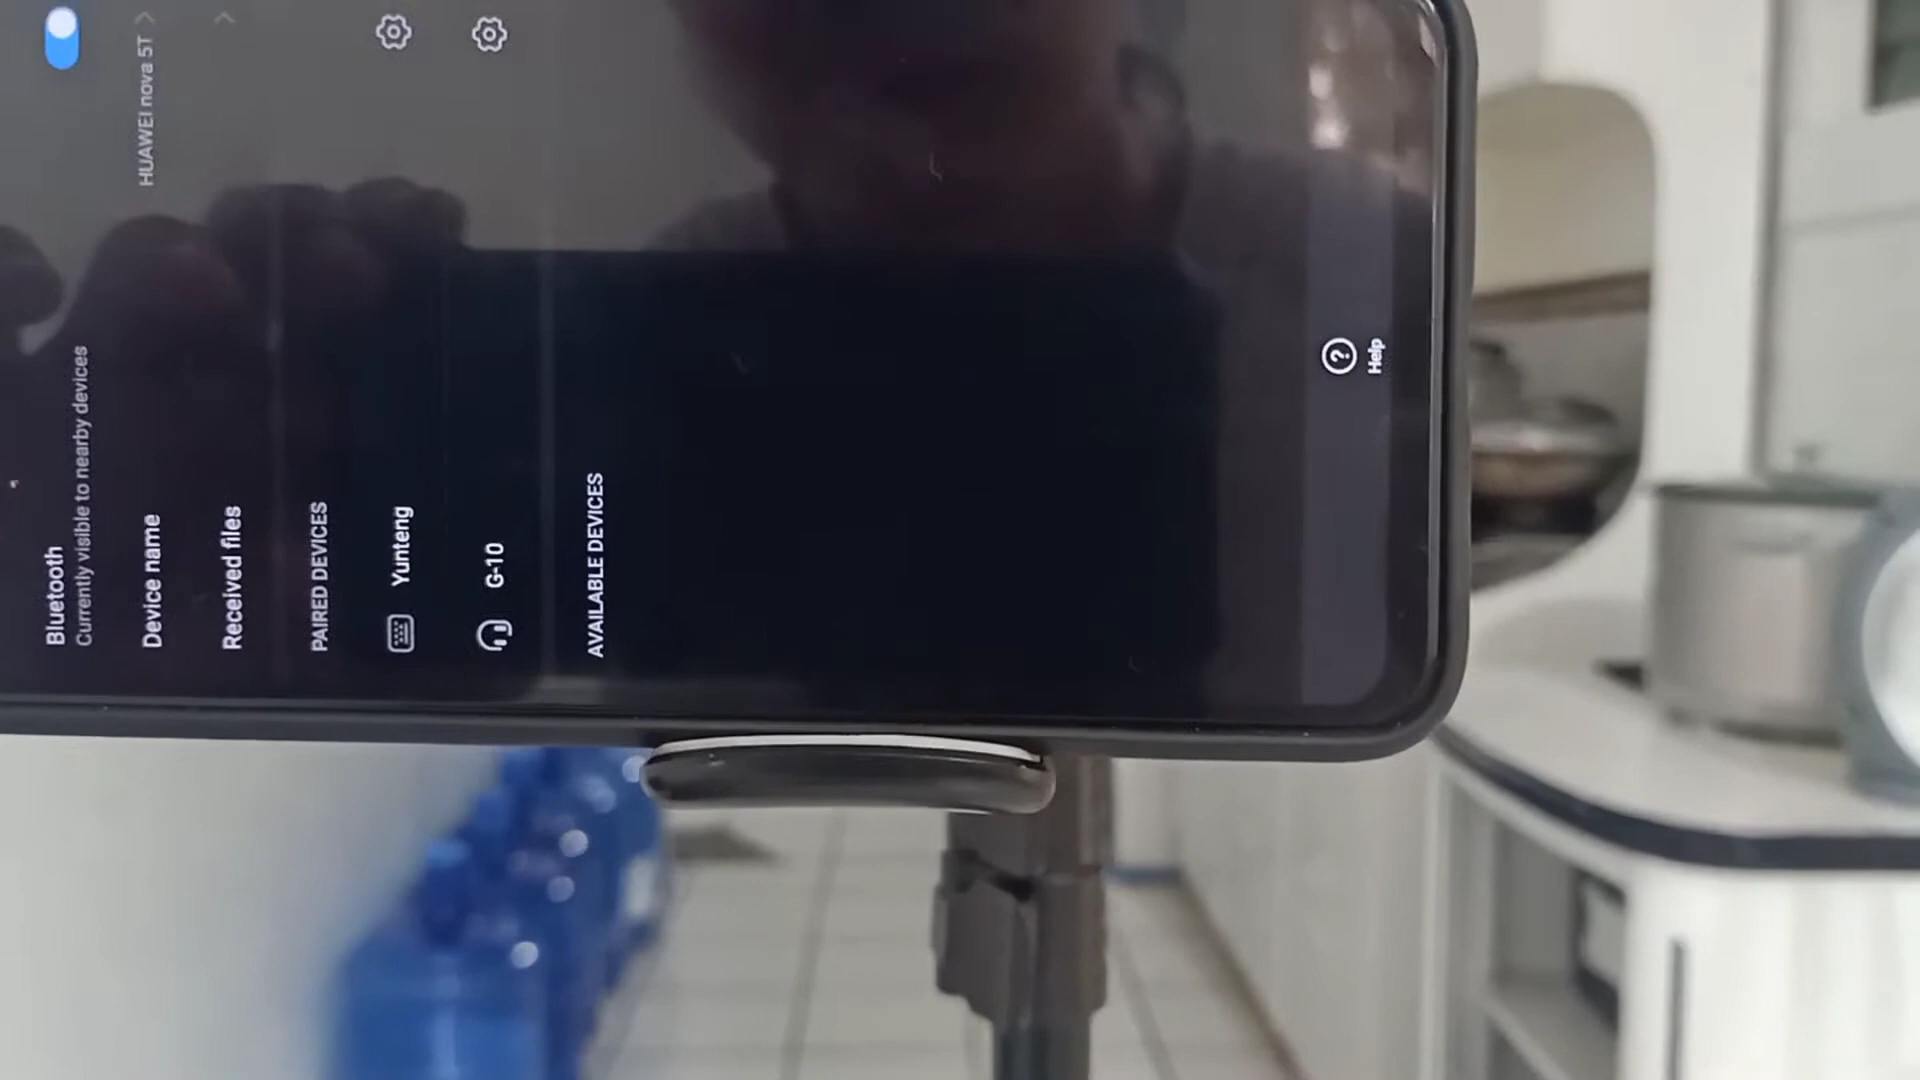 Bluetooth
Currently visible to nearby devices
Device name HUAWEI nova 5T
Received files
PAIRED DEVICES
Yunteng
G-10
AVAILABLE DEVICES
Help